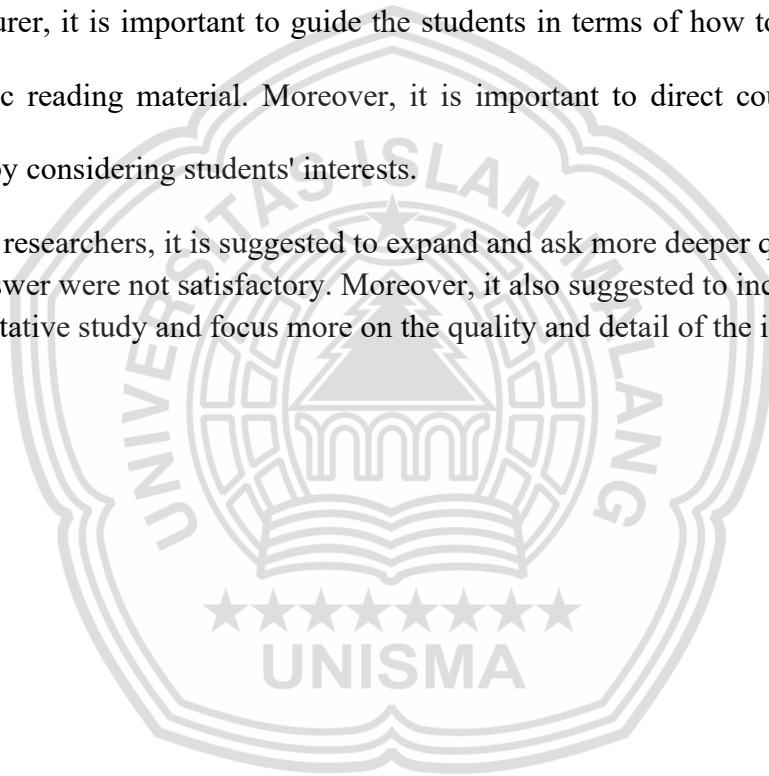 urer, it is important to guide the students in terms of how to
c reading material. Moreover, it is important to direct cou
by considering students' interests.
researchers, it is suggested to expand and ask more deeper q
swer were not satisfactory. Moreover, it also suggested to inc
tative study and focus more on the quality and detail of the i
UNIVERSITAS ISLAM MALANG
UNISMA